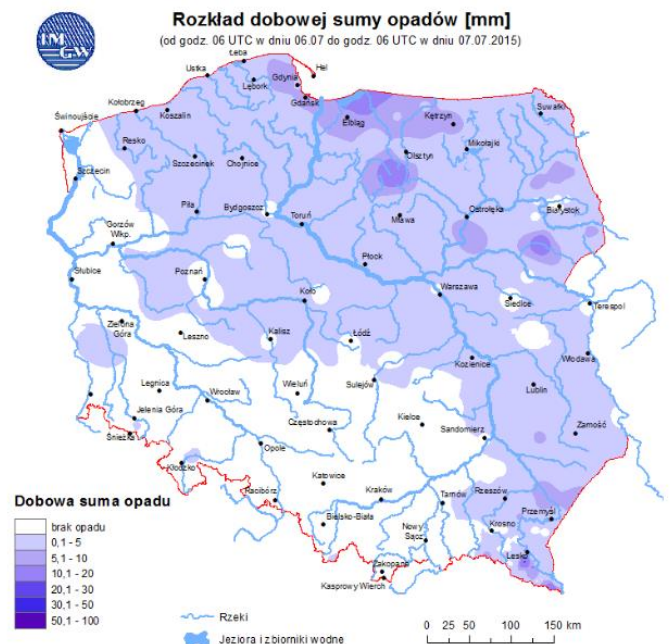 Rozkład dobowej sumy opadów [mm]
(od godz. 06 UTC w dniu 06.07 do godz. 06 UTC w dniu 07.07.2015)
IM
GW
Łeba
Hel
Ustka
Gdynia
Lębork
Gdańsk
Suwałki
Kołobrzeg
Koszalin
Elbląg
Kętrzyn
Świnoujście
Resko
Mikołajki
Olsztyn
Szczecinek
Chojnice
Szczecin
Piła
Bydgoszcz
Toruń
Mława
Ostrołęka
Białystok
Gorzów
Wlkp.
Płock
Słubice
Poznań
Koło
Warszawa
Siedlce
Terespol
Zielona
Góra
Leszno
Kalisz
Łódź
Włodawa
Kozienice
Legnica
Wrocław
Wieluń
Sulejów
Lublin
Jelenia Góra
Śnieżka
Częstochowa
Kielce
Sandomierz
Zamość
Opole
Kłodzko
Racibórz
Katowice
Kraków
Tarnów
Rzeszów
Przemyśl
Bielsko-Biała
Nowy
Sącz
Krosno
Lesko
Zakopane
Kasprowy Wierch
Dobowa suma opadu
brak opadu
0,1 - 5
5,1 - 10
10,1 - 20
20,1 - 30
30,1 - 50
50,1 - 100
Rzeki
Jeziora i zbiorniki wodne
0 25 50 100 150 km